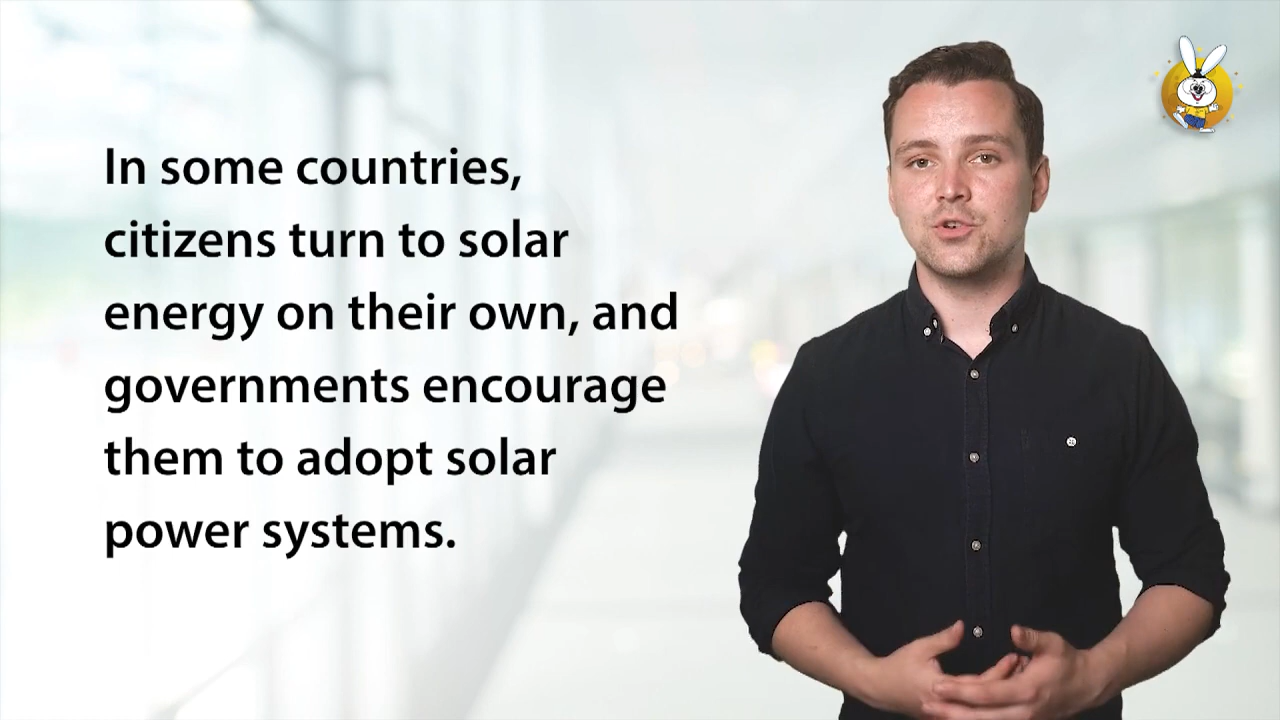 In some countries,
citizens turn to solar
energy on their own, and
governments encourage
them to adopt solar
power systems.